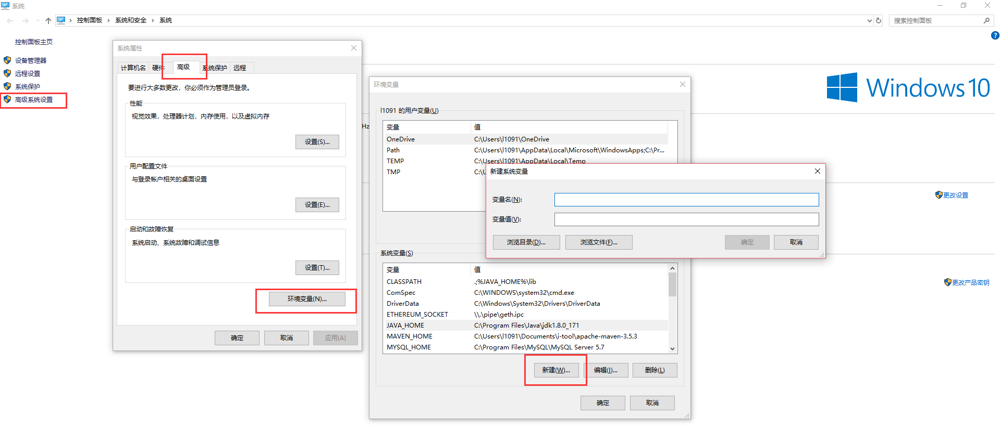 系统
控制面板 › 系统和安全 › 系统
搜索控制面板
控制面板主页
设备管理器
远程设置
系统保护
高级系统设置
Windows 10
Hz
更改设置
更改产品密钥
系统属性
计算机名 硬件 高级 系统保护 远程
要进行大多数更改，你必须作为管理员登录。
性能
视觉效果，处理器计划，内存使用，以及虚拟内存
设置(S)...
用户配置文件
与登录帐户相关的桌面设置
设置(E)...
启动和故障恢复
系统启动、系统故障和调试信息
设置(T)...
环境变量(N)...
确定 取消 应用(A)
环境变量
l1091 的用户变量(U)
变量 值
OneDrive C:\Users\l1091\OneDrive
Path C:\Users\l1091\AppData\Local\Microsoft\WindowsApps;C:\Pr...
TEMP C:\Users\l1091\AppData\Local\Temp
TMP C:\U
新建系统变量
变量名(N):
变量值(V):
浏览目录(D)... 浏览文件(F)... 确定 取消
系统变量(S)
变量 值
CLASSPATH .;%JAVA_HOME%\lib
ComSpec C:\WINDOWS\system32\cmd.exe
DriverData C:\Windows\System32\Drivers\DriverData
ETHEREUM_SOCKET \\.\pipe\geth.ipc
JAVA_HOME C:\Program Files\Java\jdk1.8.0_171
MAVEN_HOME C:\Users\l1091\Documents\i-tool\apache-maven-3.5.3
MYSQL_HOME C:\Program Files\MySQL\MySQL Server 5.7
新建(W)... 编辑(I)... 删除(L)
确定 取消